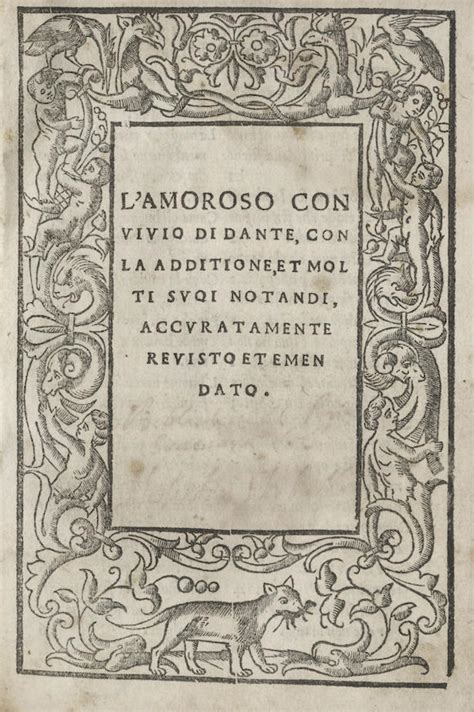 L'AMOROSO CON
VIVIO DI DANTE, CON
LA ADDITIONE, ET MOL
TI SVOI NOTANDI,
ACCVRATAMENTE
REVISTO ET EMEN
DATO.